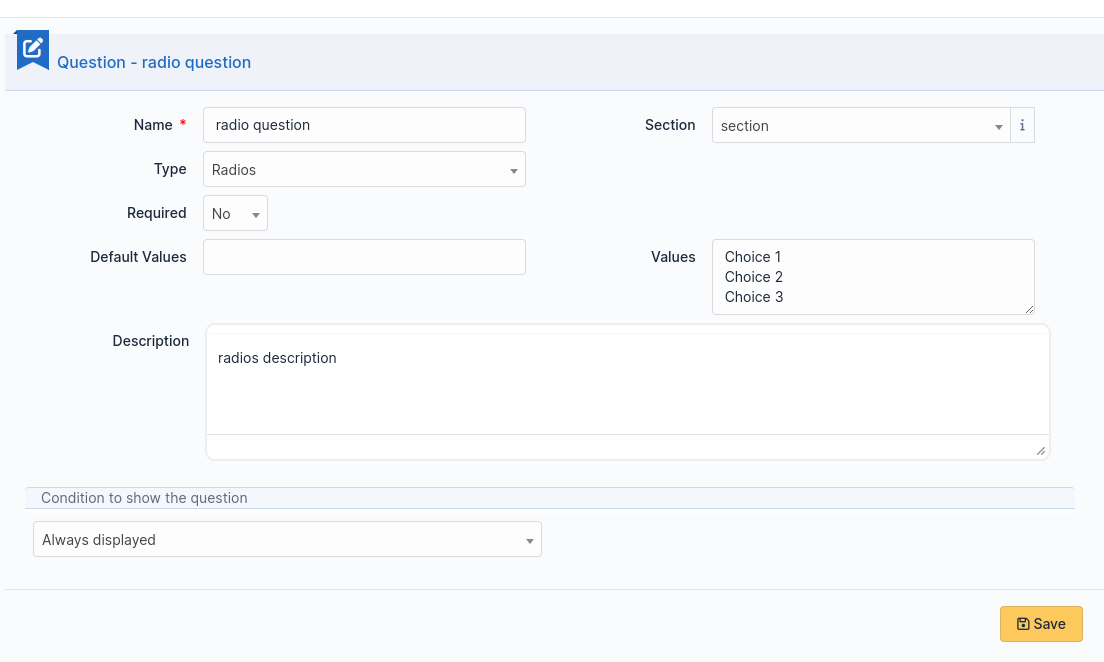 Question - radio question
Name * radio question
Section section i
Type Radios
Required No
Default Values
Values Choice 1
Choice 2
Choice 3
Description
radios description
Condition to show the question
Always displayed
Save